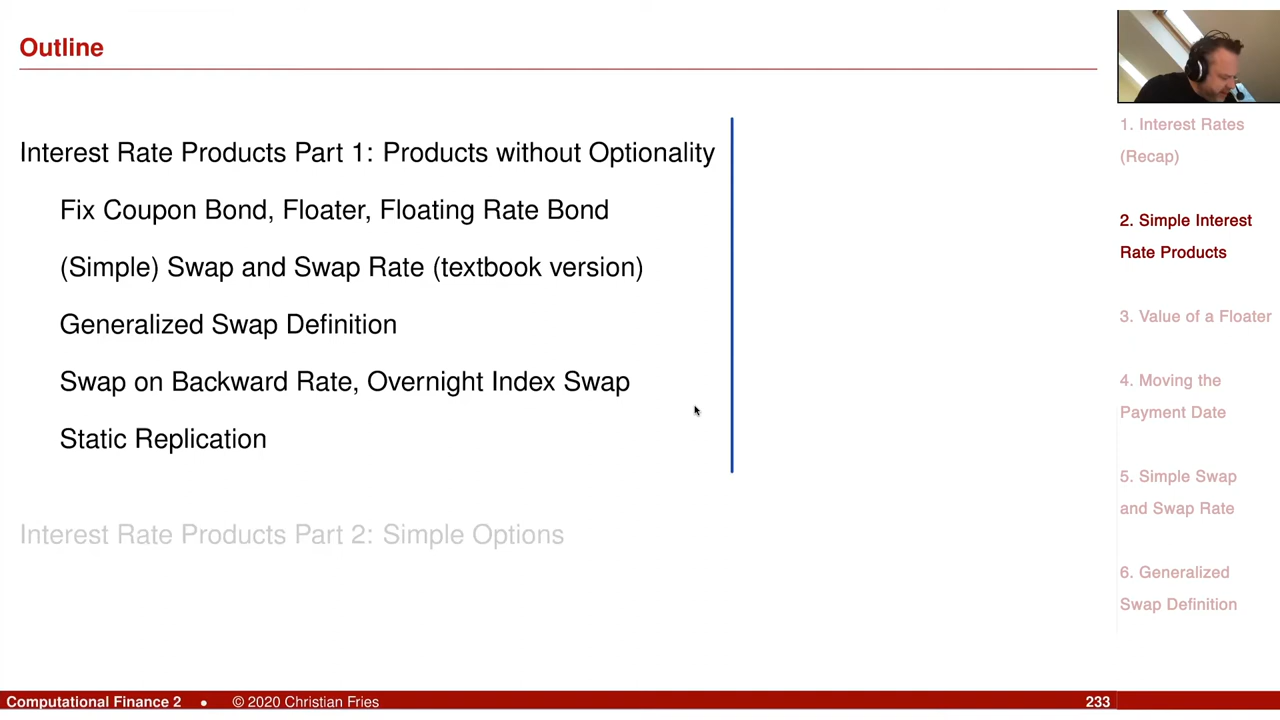 Outline
Interest Rate Products Part 1: Products without Optionality
Fix Coupon Bond, Floater, Floating Rate Bond
(Simple) Swap and Swap Rate (textbook version)
Generalized Swap Definition
Swap on Backward Rate, Overnight Index Swap
Static Replication
Interest Rate Products Part 2: Simple Options
1. Interest Rates
(Recap)
2. Simple Interest
Rate Products
3. Value of a Floater
4. Moving the
Payment Date
5. Simple Swap
and Swap Rate
6. Generalized
Swap Definition
Computational Finance 2 • © 2020 Christian Fries 233